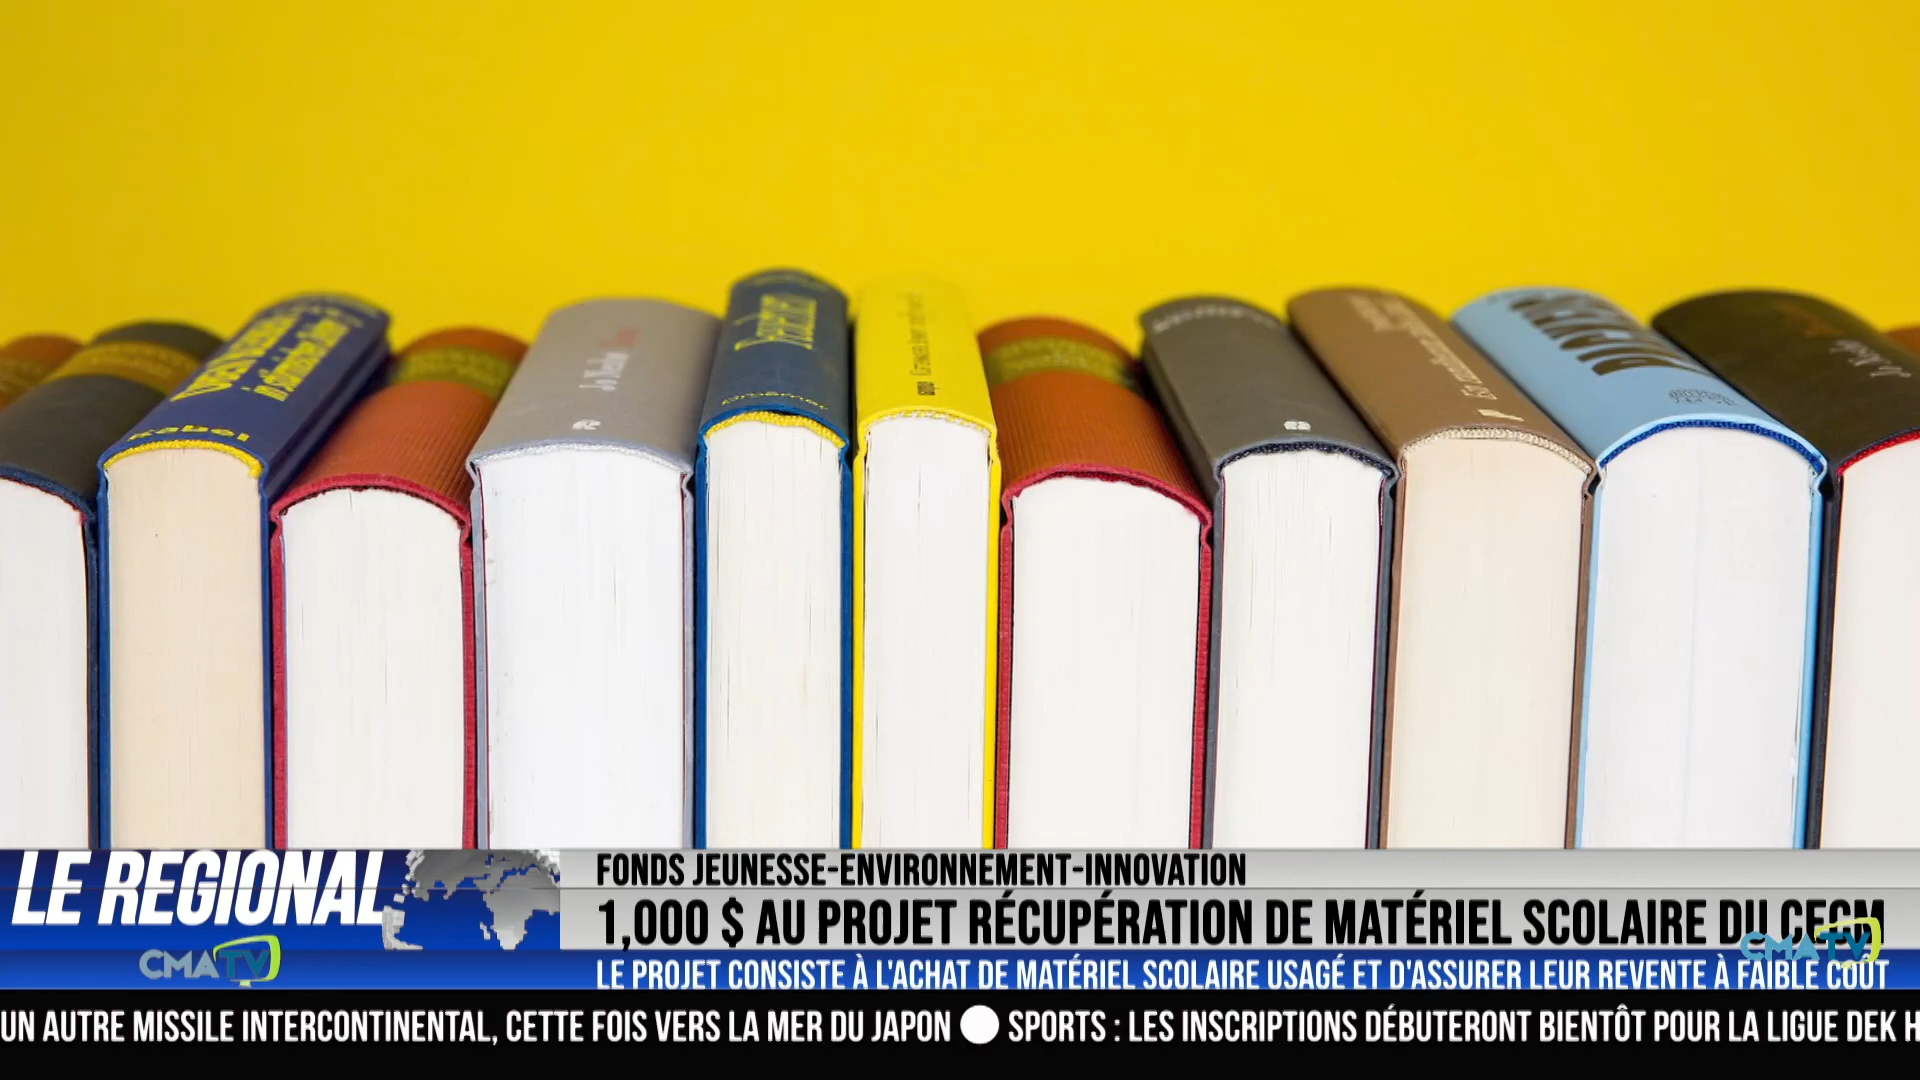 Rabel
LE REGIONAL
CMATV
FONDS JEUNESSE-ENVIRONNEMENT-INNOVATION
1,000 $ AU PROJET RÉCUPÉRATION DE MATÉRIEL SCOLAIRE DU CECM
CMATV
LE PROJET CONSISTE À L'ACHAT DE MATÉRIEL SCOLAIRE USAGÉ ET D'ASSURER LEUR REVENTE À FAIBLE COÛT
UN AUTRE MISSILE INTERCONTINENTAL, CETTE FOIS VERS LA MER DU JAPON SPORTS : LES INSCRIPTIONS DÉBUTERONT BIENTÔT POUR LA LIGUE DEK H